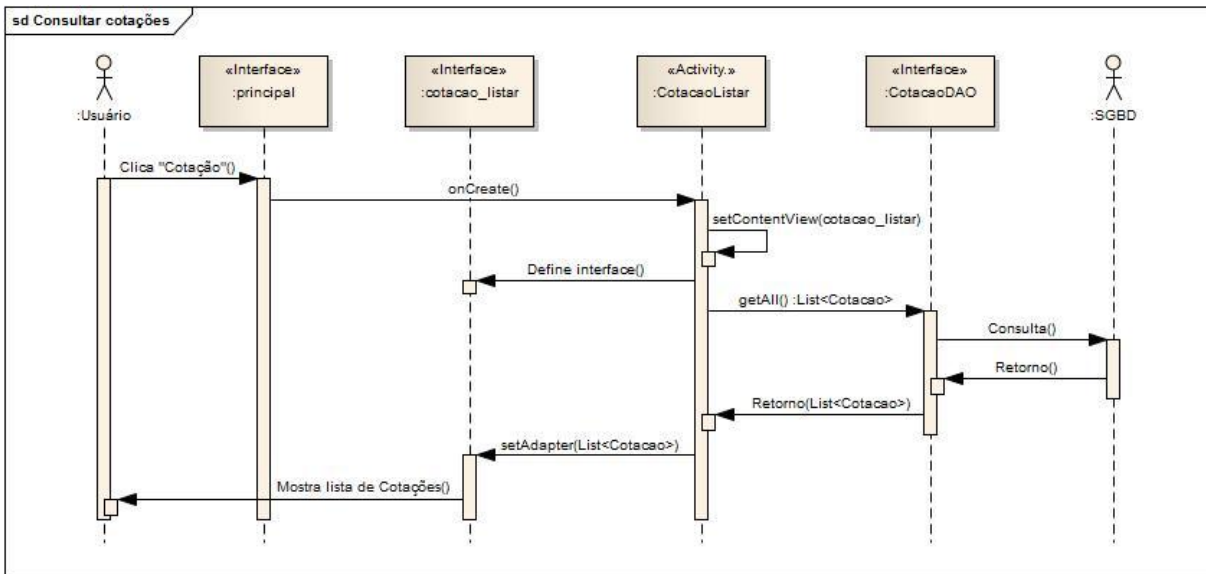 sd Consultar cotações
:Usuário
«Interface»
:principal
«Interface»
:cotacao_listar
«Activity.»
:CotacaoListar
«Interface»
:CotacaoDAO
:SGBD
Clica "Cotação"()
onCreate()
setContentView(cotacao_listar)
Define interface()
getAll() :List<Cotacao>
Consulta()
Retorno()
Retorno(List<Cotacao>)
setAdapter(List<Cotacao>)
Mostra lista de Cotações()